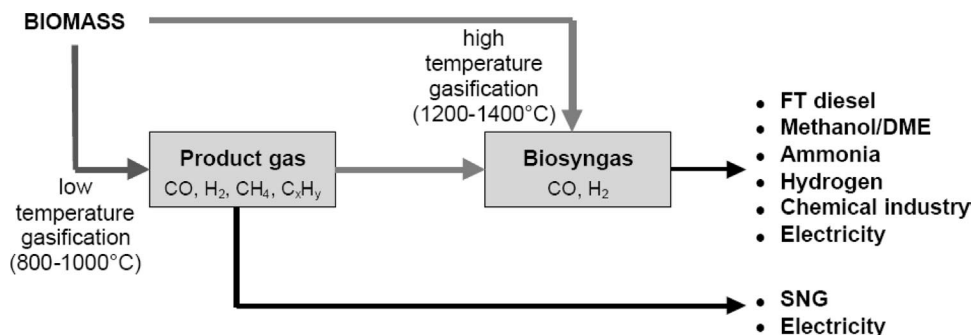 BIOMASS
high
temperature
gasification
(1200-1400°C)
low
temperature
gasification
(800-1000°C)
Product gas
CO, H₂, CH₄, CₓHᵧ
Biosyngas
CO, H₂
• FT diesel
• Methanol/DME
• Ammonia
• Hydrogen
• Chemical industry
• Electricity
• SNG
• Electricity